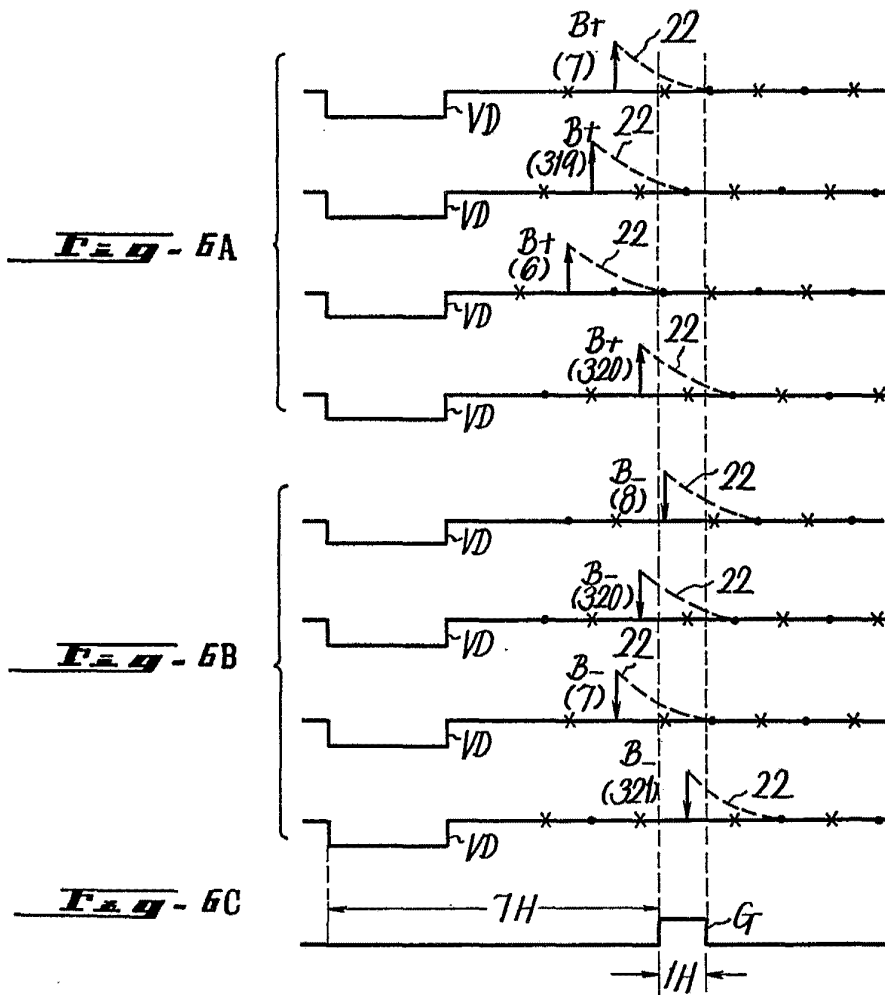 B+ 22
(7)
VD
B+ 22
(319)
VD
Fig - 6A
B+ 22
(6)
VD
B+ 22
(320)
VD
B- 22
(8)
VD
B- 22
(320)
VD
Fig - 6B
B- 22
(7)
VD
B- 22
(321)
VD
Fig - 6C
7H
G
1H